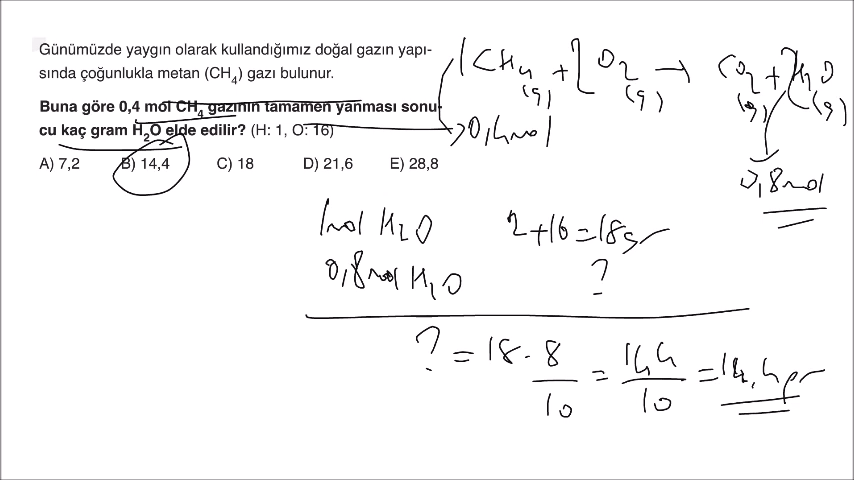 Günümüzde yaygın olarak kullandığımız doğal gazın yapı-
sında çoğunlukla metan (CH4) gazı bulunur.
Buna göre 0,4 mol CH4 gazının tamamen yanması sonu-
cu kaç gram H2O elde edilir? (H: 1, O: 16)
A) 7,2 B) 14,4 C) 18 D) 21,6 E) 28,8
1CH4(g) + 2O2(g) → CO2(g) + 2H2O(g)
0,4mol
0,8mol
1mol H2O 2+16=18gr
0,8mol H2O ?
? = 18.8/10 = 144/10 = 14,4gr